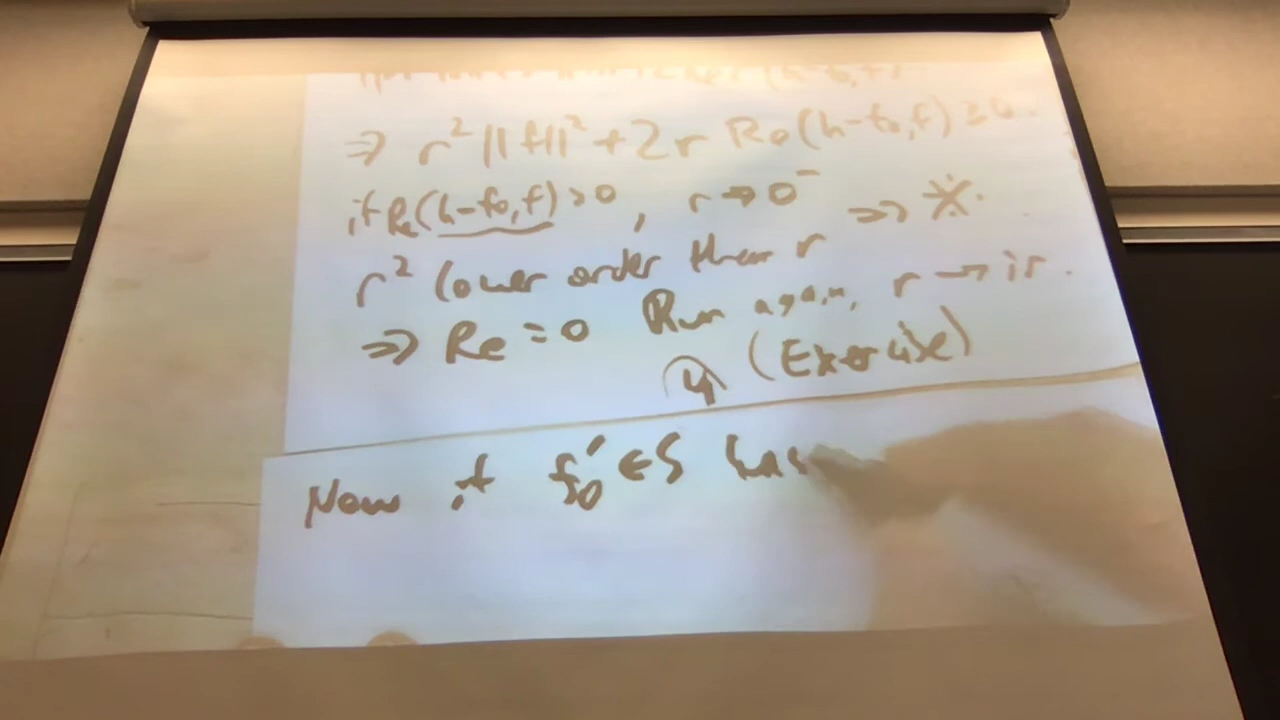 ⇒ r² ||f||² + 2r Re(h-f₀,f) ≥0.
if Re(h-f₀,f)>0, r→0⁻ ⇒ ※.
r² lower order than r
⇒ Re=0 Run again, r→ir.
(Exercise)
Now if f₀' ∈ S has